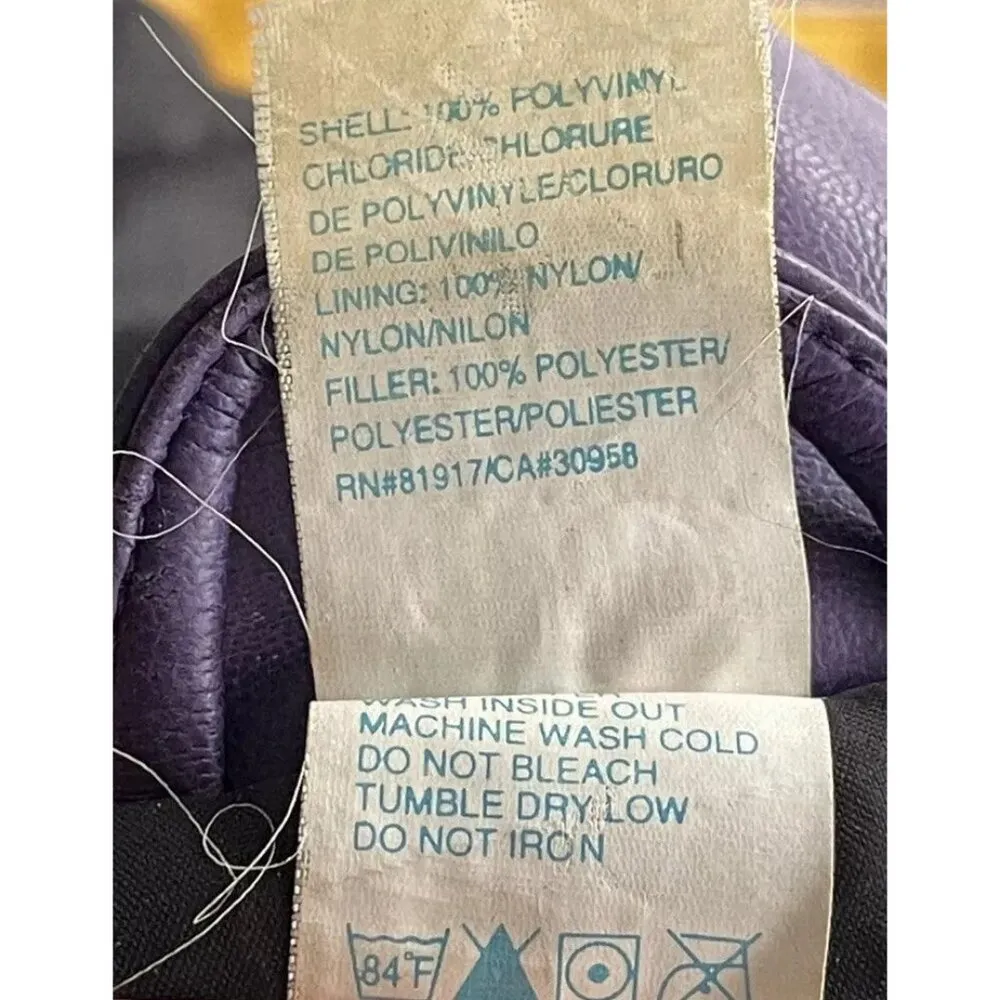 SHELL: 100% POLYVINYL
CHLORIDE/CHLORURE
DE POLYVINYLE/CLORURO
DE POLIVINILO
LINING: 100% NYLON/
NYLON/NILON
FILLER: 100% POLYESTER/
POLYESTER/POLIESTER
RN#81917/CA#30958
WASH INSIDE OUT
MACHINE WASH COLD
DO NOT BLEACH
TUMBLE DRY LOW
DO NOT IRON
84°F